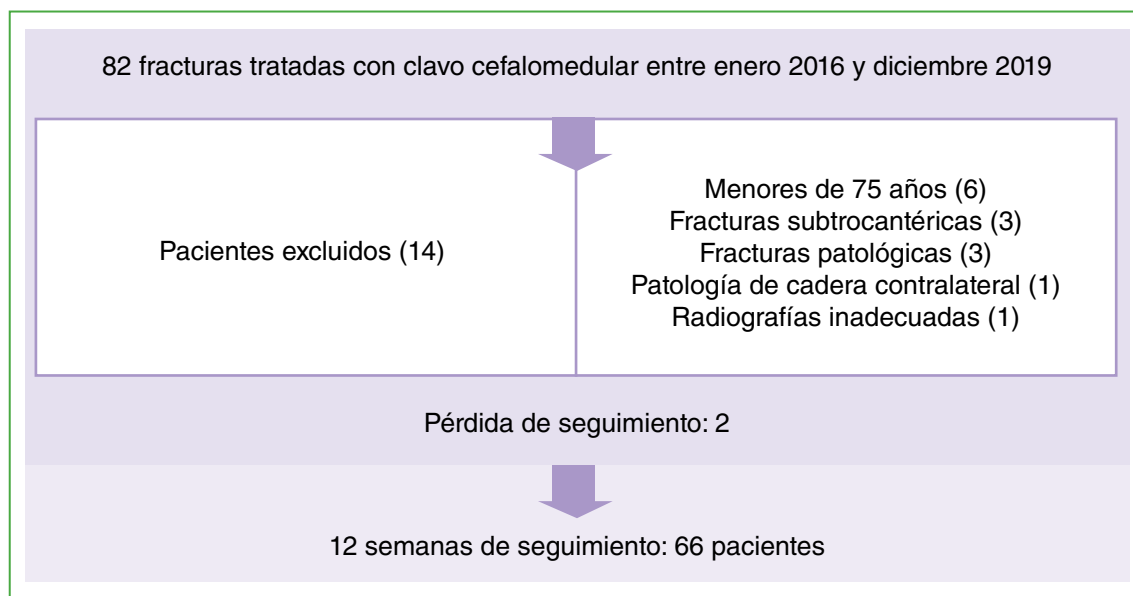 82 fracturas tratadas con clavo cefalomedular entre enero 2016 y diciembre 2019
Pacientes excluidos (14)
Menores de 75 años (6)
Fracturas subtrocantéricas (3)
Fracturas patológicas (3)
Patología de cadera contralateral (1)
Radiografías inadecuadas (1)
Pérdida de seguimiento: 2
12 semanas de seguimiento: 66 pacientes